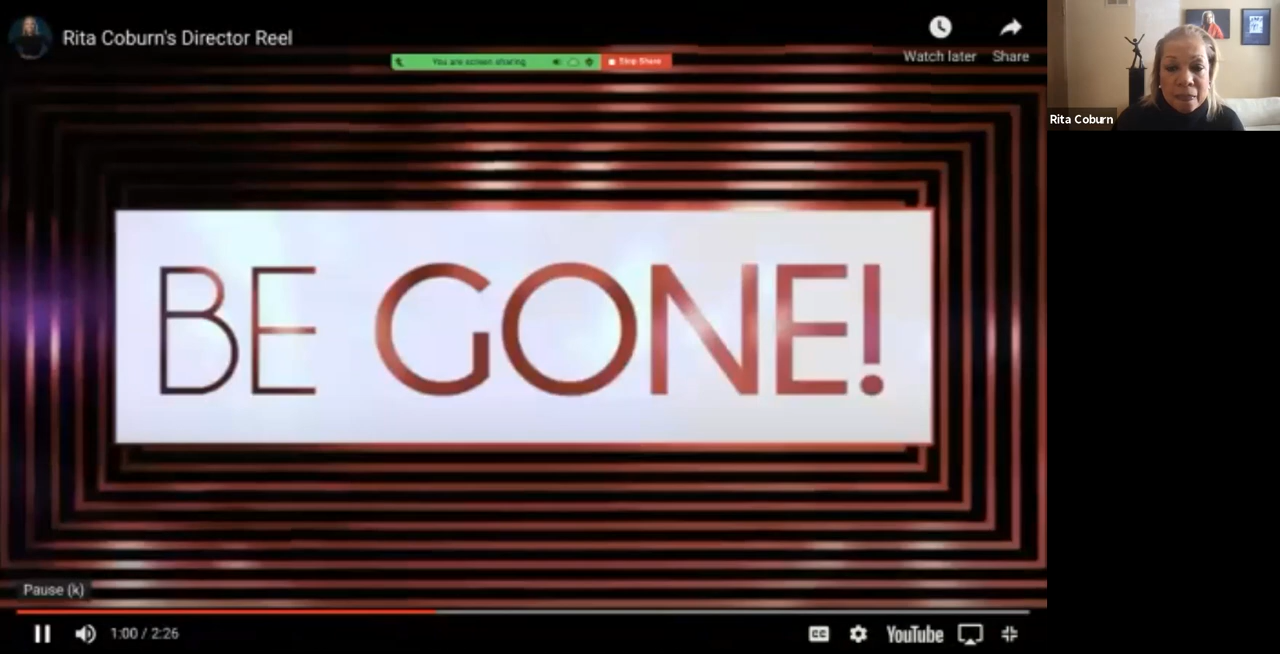 Rita Coburn's Director Reel
Watch later
Share
You are screen sharing
Stop Share
Rita Coburn
BE GONE!
Pause (k)
1:00 / 2:26
CC
YouTube